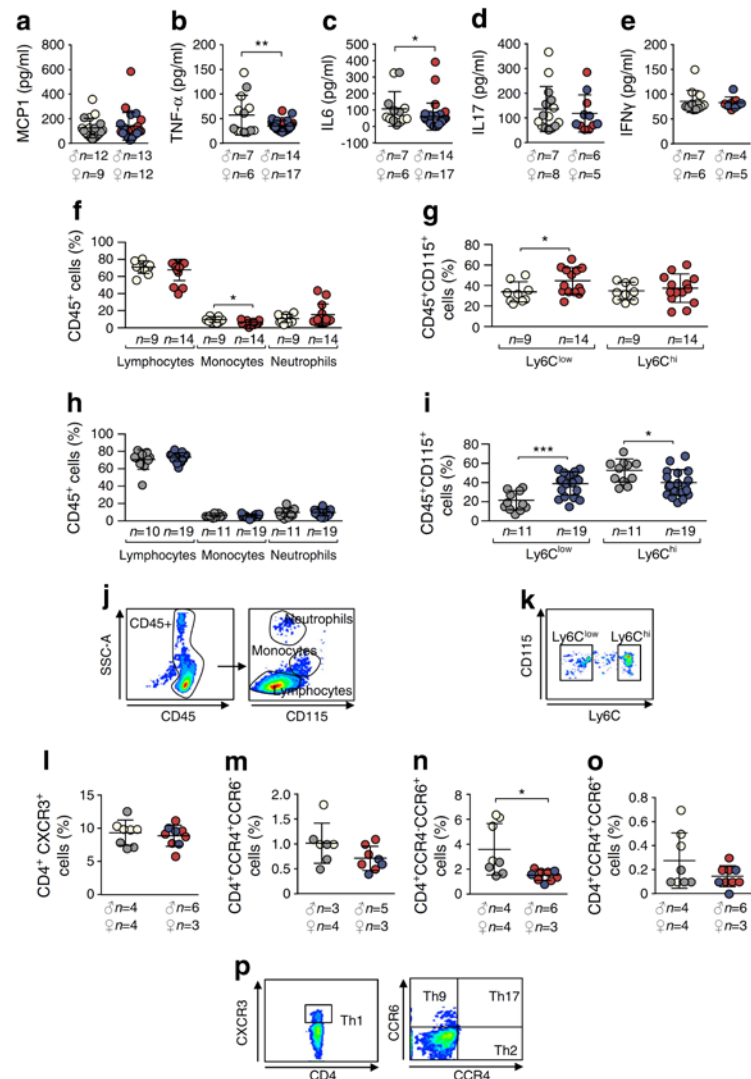 a b c d e
MCP1 (pg/ml)
800
600
400
200
0
♂n=12 ♂n=13
♀n=9 ♀n=12
TNF-α (pg/ml)
200
150
100
50
0
**
♂n=7 ♂n=14
♀n=6 ♀n=17
IL6 (pg/ml)
500
400
300
200
100
0
-100
*
♂n=7 ♂n=14
♀n=6 ♀n=17
IL17 (pg/ml)
500
400
300
200
100
0
♂n=7 ♂n=6
♀n=8 ♀n=5
IFNγ (pg/ml)
200
150
100
50
0
♂n=7 ♂n=4
♀n=6 ♀n=5
f
CD45⁺ cells (%)
100
80
60
40
20
0
*
n=9 n=14 n=9 n=14 n=9 n=14
Lymphocytes Monocytes Neutrophils
g
CD45⁺CD115⁺
cells (%)
80
60
40
20
0
*
n=9 n=14 n=9 n=14
Ly6Cˡᵒʷ Ly6Cʰⁱ
h
CD45⁺ cells (%)
100
80
60
40
20
0
n=10 n=19 n=11 n=19 n=11 n=19
Lymphocytes Monocytes Neutrophils
i
CD45⁺CD115⁺
cells (%)
100
80
60
40
20
0
*** *
n=11 n=19 n=11 n=19
Ly6Cˡᵒʷ Ly6Cʰⁱ
j
SSC-A
CD45+
CD45
Neutrophils
Monocytes
Lymphocytes
CD115
k
CD115
Ly6Cˡᵒʷ Ly6Cʰⁱ
Ly6C
l
CD4⁺ CXCR3⁺
cells (%)
15
10
5
0
♂n=4 ♂n=6
♀n=4 ♀n=3
m
CD4⁺CCR4⁺CCR6⁻
cells (%)
2.0
1.5
1.0
0.5
0
♂n=3 ♂n=5
♀n=4 ♀n=3
n
CD4⁺CCR4⁻CCR6⁺
cells (%)
8
6
4
2
0
*
♂n=4 ♂n=6
♀n=4 ♀n=3
o
CD4⁺CCR4⁺CCR6⁺
cells (%)
0.8
0.6
0.4
0.2
0
♂n=4 ♂n=6
♀n=4 ♀n=3
p
CXCR3
Th1
CD4
CCR6
Th9 Th17
Th2
CCR4